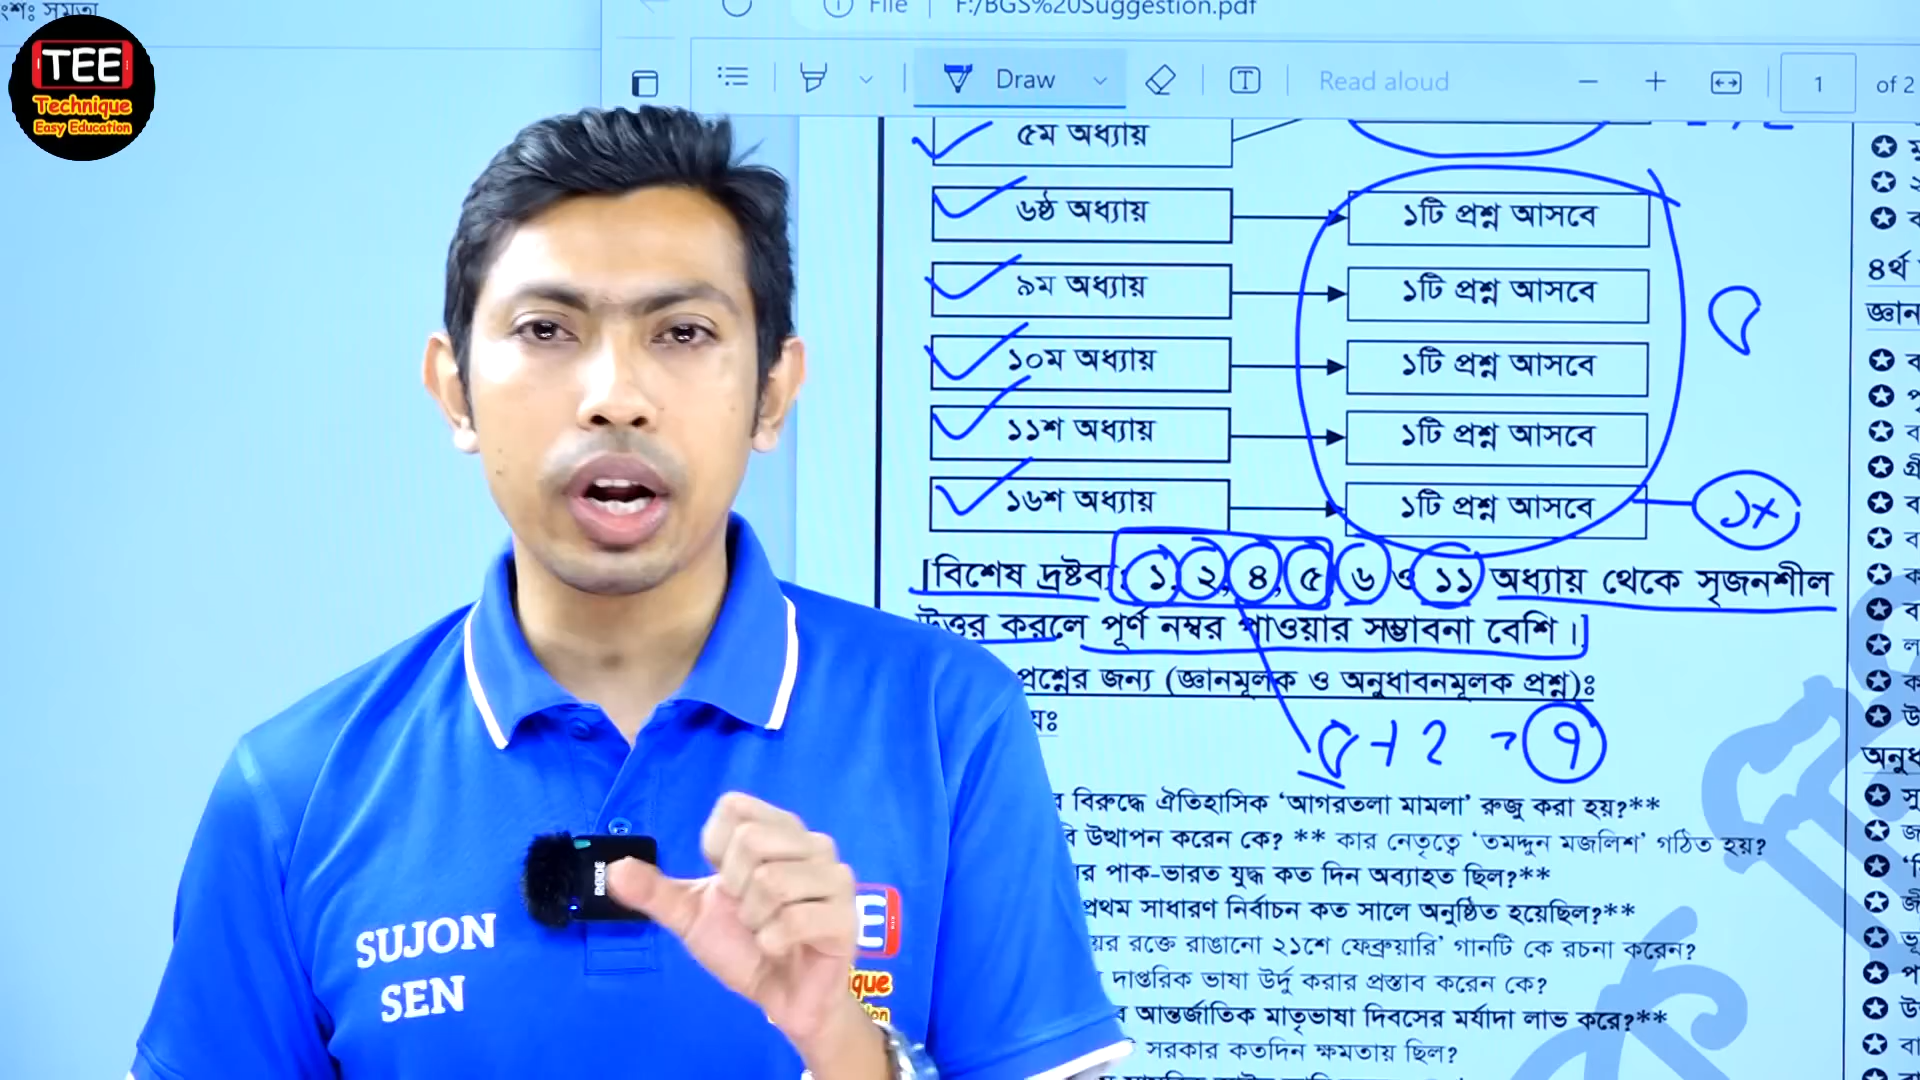 TEE
Technique
Easy Education
File | F:/BGS%20Suggestion.pdf
Draw
Read aloud
1 of 2
৫ম অধ্যায়
৬ষ্ঠ অধ্যায় ১টি প্রশ্ন আসবে
৯ম অধ্যায় ১টি প্রশ্ন আসবে
১০ম অধ্যায় ১টি প্রশ্ন আসবে
১১শ অধ্যায় ১টি প্রশ্ন আসবে
১৬শ অধ্যায় ১টি প্রশ্ন আসবে
[বিশেষ দ্রষ্টব্য: ১, ২, ৪, ৫, ৬ ও ১১ অধ্যায় থেকে সৃজনশীল
উত্তর করলে পূর্ণ নম্বর পাওয়ার সম্ভাবনা বেশি।]
প্রশ্নের জন্য (জ্ঞানমূলক ও অনুধাবনমূলক প্রশ্ন)ঃ
৫+২ ৭
বিরুদ্ধে ঐতিহাসিক ‘আগরতলা মামলা’ রুজু করা হয়?**
উত্থাপন করেন কে? ** কার নেতৃত্বে ‘তমদ্দুন মজলিশ’ গঠিত হয়?
পাক-ভারত যুদ্ধ কত দিন অব্যাহত ছিল?**
প্রথম সাধারণ নির্বাচন কত সালে অনুষ্ঠিত হয়েছিল?**
রক্তে রাঙানো ২১শে ফেব্রুয়ারি’ গানটি কে রচনা করেন?
দাপ্তরিক ভাষা উর্দু করার প্রস্তাব করেন কে?
আন্তর্জাতিক মাতৃভাষা দিবসের মর্যাদা লাভ করে?**
সরকার কতদিন ক্ষমতায় ছিল?
৪র্থ
SUJON
SEN
RODE